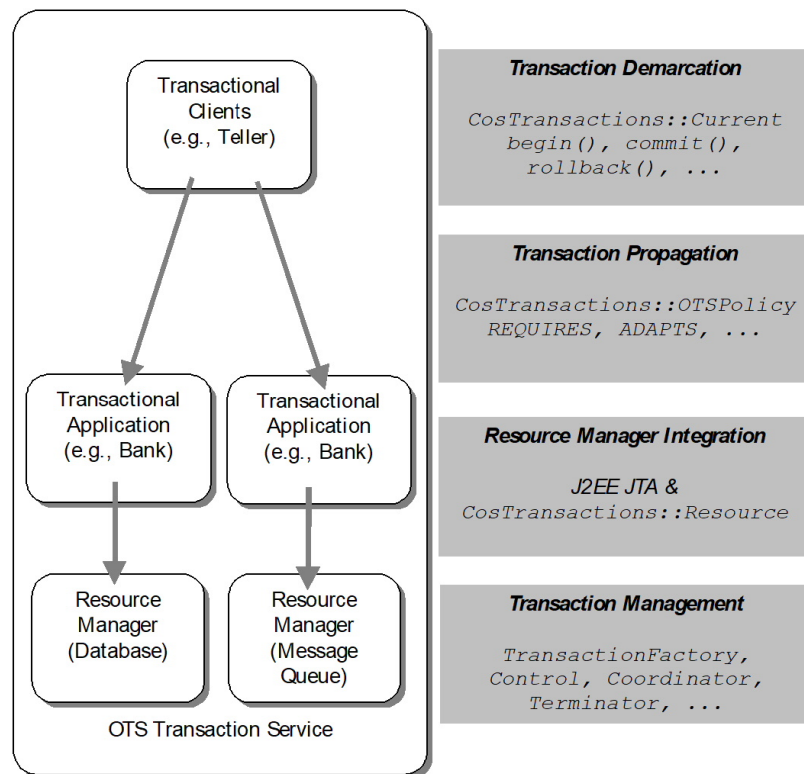 Transactional
Clients
(e.g., Teller)
Transactional
Application
(e.g., Bank)
Transactional
Application
(e.g., Bank)
Resource
Manager
(Database)
Resource
Manager
(Message
Queue)
OTS Transaction Service
Transaction Demarcation
CosTransactions::Current
begin(), commit(),
rollback(), ...
Transaction Propagation
CosTransactions::OTSPolicy
REQUIRES, ADAPTS, ...
Resource Manager Integration
J2EE JTA &
CosTransactions::Resource
Transaction Management
TransactionFactory,
Control, Coordinator,
Terminator, ...